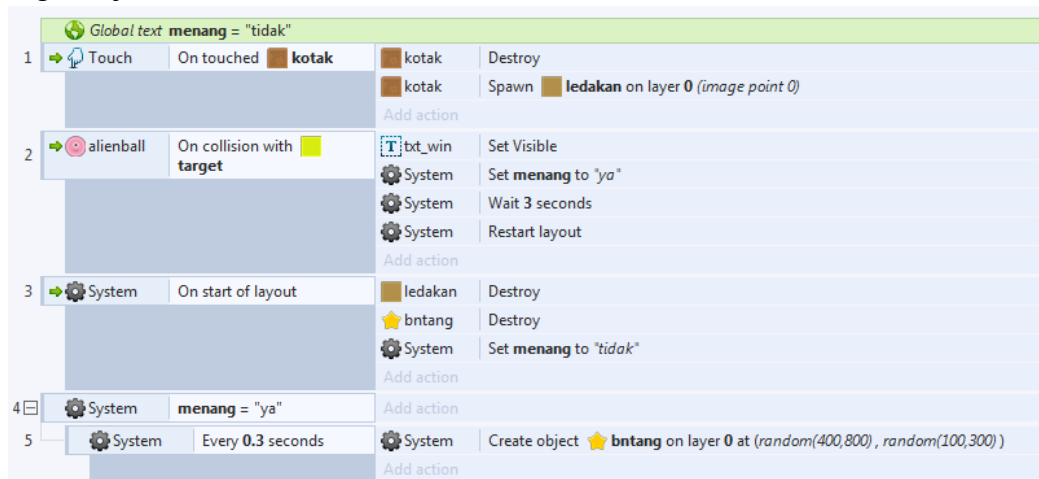 Global text menang = "tidak"
1 Touch On touched kotak kotak Destroy
kotak Spawn ledakan on layer 0 (image point 0)
Add action
2 alienball On collision with target txt_win Set Visible
System Set menang to "ya"
System Wait 3 seconds
System Restart layout
Add action
3 System On start of layout ledakan Destroy
bntang Destroy
System Set menang to "tidak"
Add action
4 System menang = "ya" Add action
5 System Every 0.3 seconds System Create object bntang on layer 0 at (random(400,800) , random(100,300) )
Add action